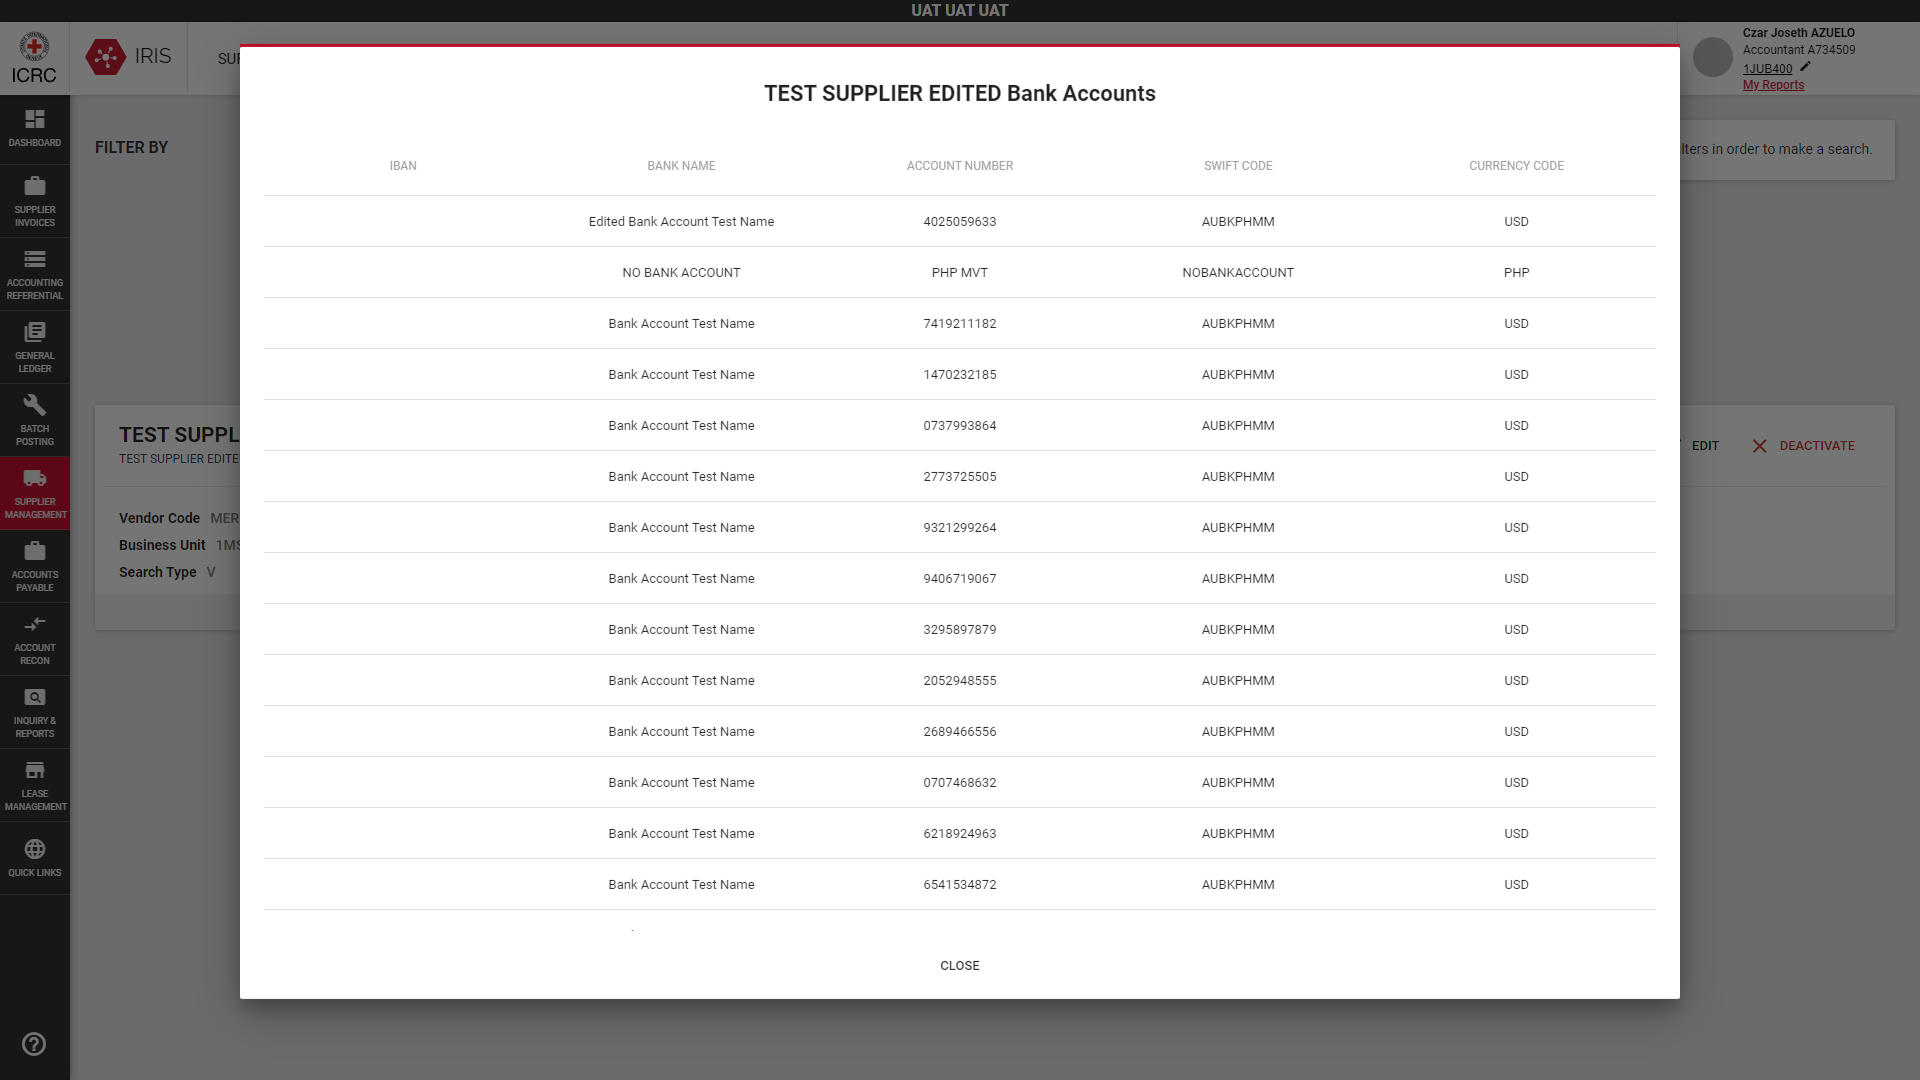 UAT UAT UAT
ICRC
IRIS
Czar Joseth AZUELO
Accountant A734509
1JUB400
My Reports
DASHBOARD
SUPPLIER
INVOICES
ACCOUNTING
REFERENTIAL
GENERAL
LEDGER
BATCH
POSTING
SUPPLIER
MANAGEMENT
ACCOUNTS
PAYABLE
ACCOUNT
RECON
INQUIRY &
REPORTS
LEASE
MANAGEMENT
QUICK LINKS
FILTER BY
in order to make a search.
TEST
TEST SUPPLIER
Vendor Code
Business Unit
Search Type V
EDIT
DEACTIVATE
TEST SUPPLIER EDITED Bank Accounts
IBAN BANK NAME ACCOUNT NUMBER SWIFT CODE CURRENCY CODE
Edited Bank Account Test Name 4025059633 AUBKPHMM USD
NO BANK ACCOUNT PHP MVT NOBANKACCOUNT PHP
Bank Account Test Name 7419211182 AUBKPHMM USD
Bank Account Test Name 1470232185 AUBKPHMM USD
Bank Account Test Name 0737993864 AUBKPHMM USD
Bank Account Test Name 2773725505 AUBKPHMM USD
Bank Account Test Name 9321299264 AUBKPHMM USD
Bank Account Test Name 9406719067 AUBKPHMM USD
Bank Account Test Name 3295897879 AUBKPHMM USD
Bank Account Test Name 2052948555 AUBKPHMM USD
Bank Account Test Name 2689466556 AUBKPHMM USD
Bank Account Test Name 0707468632 AUBKPHMM USD
Bank Account Test Name 6218924963 AUBKPHMM USD
Bank Account Test Name 6541534872 AUBKPHMM USD
CLOSE